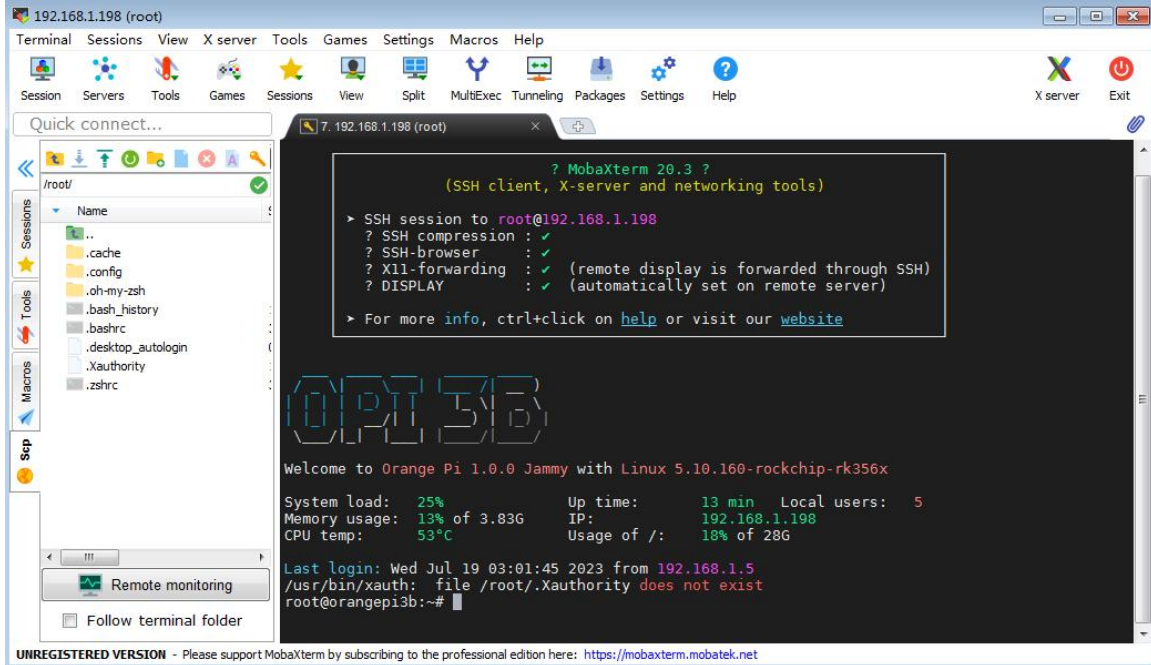 192.168.1.198 (root)
Terminal Sessions View X server Tools Games Settings Macros Help
Session Servers Tools Games Sessions View Split MultiExec Tunneling Packages Settings Help X server Exit
Quick connect...
7. 192.168.1.198 (root)
/root/
Name
..
.cache
.config
.oh-my-zsh
.bash_history
.bashrc
.desktop_autologin
.Xauthority
.zshrc
Sessions
Tools
Macros
Scp
Remote monitoring
Follow terminal folder
? MobaXterm 20.3 ?
(SSH client, X-server and networking tools)
➤ SSH session to root@192.168.1.198
? SSH compression : ✔
? SSH-browser : ✔
? X11-forwarding : ✔ (remote display is forwarded through SSH)
? DISPLAY : ✔ (automatically set on remote server)
➤ For more info, ctrl+click on help or visit our website
OPI 3B
Welcome to Orange Pi 1.0.0 Jammy with Linux 5.10.160-rockchip-rk356x
System load: 25% Up time: 13 min Local users: 5
Memory usage: 13% of 3.83G IP: 192.168.1.198
CPU temp: 53°C Usage of /: 18% of 28G
Last login: Wed Jul 19 03:01:45 2023 from 192.168.1.5
/usr/bin/xauth: file /root/.Xauthority does not exist
root@orangepi3b:~#
UNREGISTERED VERSION - Please support MobaXterm by subscribing to the professional edition here: https://mobaxterm.mobatek.net